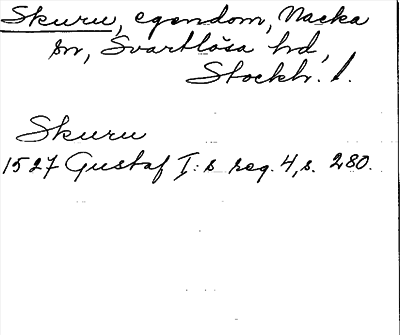 Skuru, egendom, Nacka
sn, Svartlösa hd,
Stockh. l.
Skuru
1527 Gustaf I:s reg. 4, s. 280.